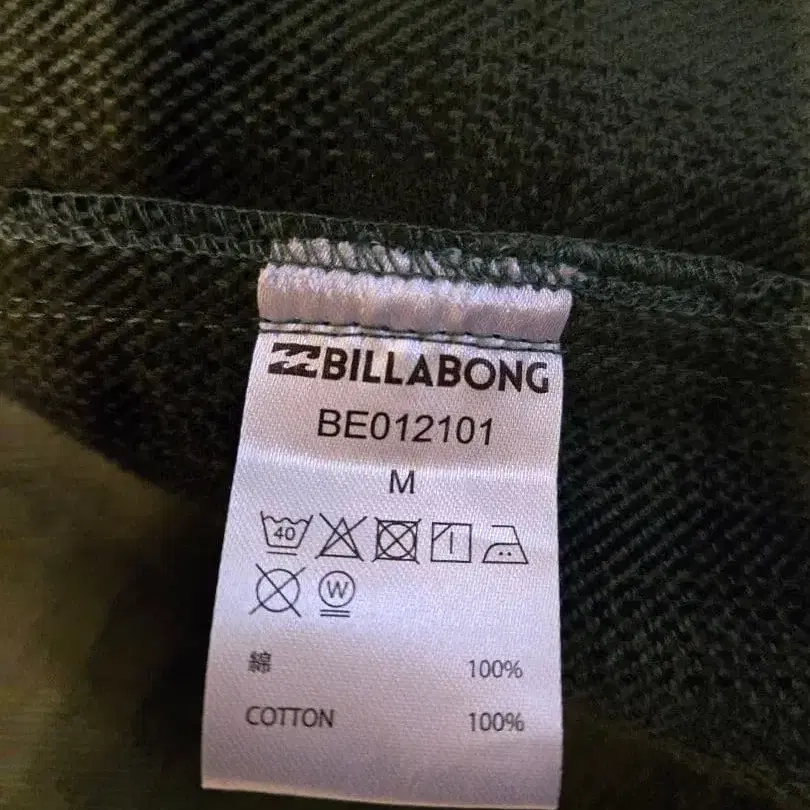 BILLABONG
BE012101
M
40
W
綿 100%
COTTON 100%